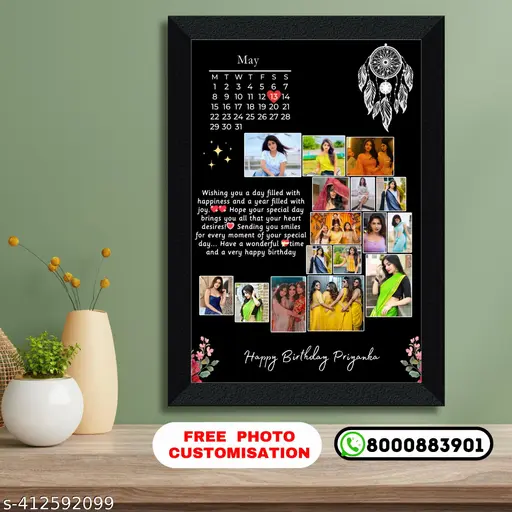 May
M T W T F S 7
1 2 3 4 5 6 7
8 9 10 11 12 13 14
15 16 17 18 19 20 21
22 23 24 25 26 27 28
29 30 31
Wishing you a day filled with
happiness and a year filled with
joy. Hope your special day
brings you all that your heart
desires! Sending you smiles
for every moment of your special
day... Have a wonderful time
and a very happy birthday
Happy Birthday Priyanka
FREE PHOTO
CUSTOMISATION
8000883901
s-412592099